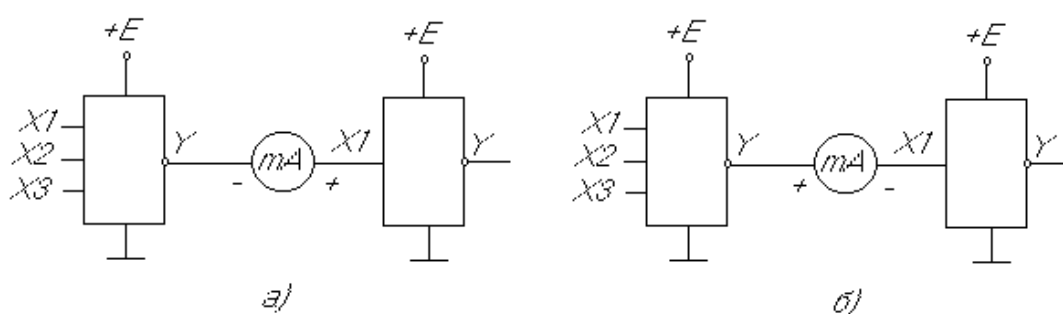 +E
+E
X1
X2
X3
Y
mA
-
+
X1
Y
а)
+E
+E
X1
X2
X3
Y
mA
+
-
X1
Y
б)